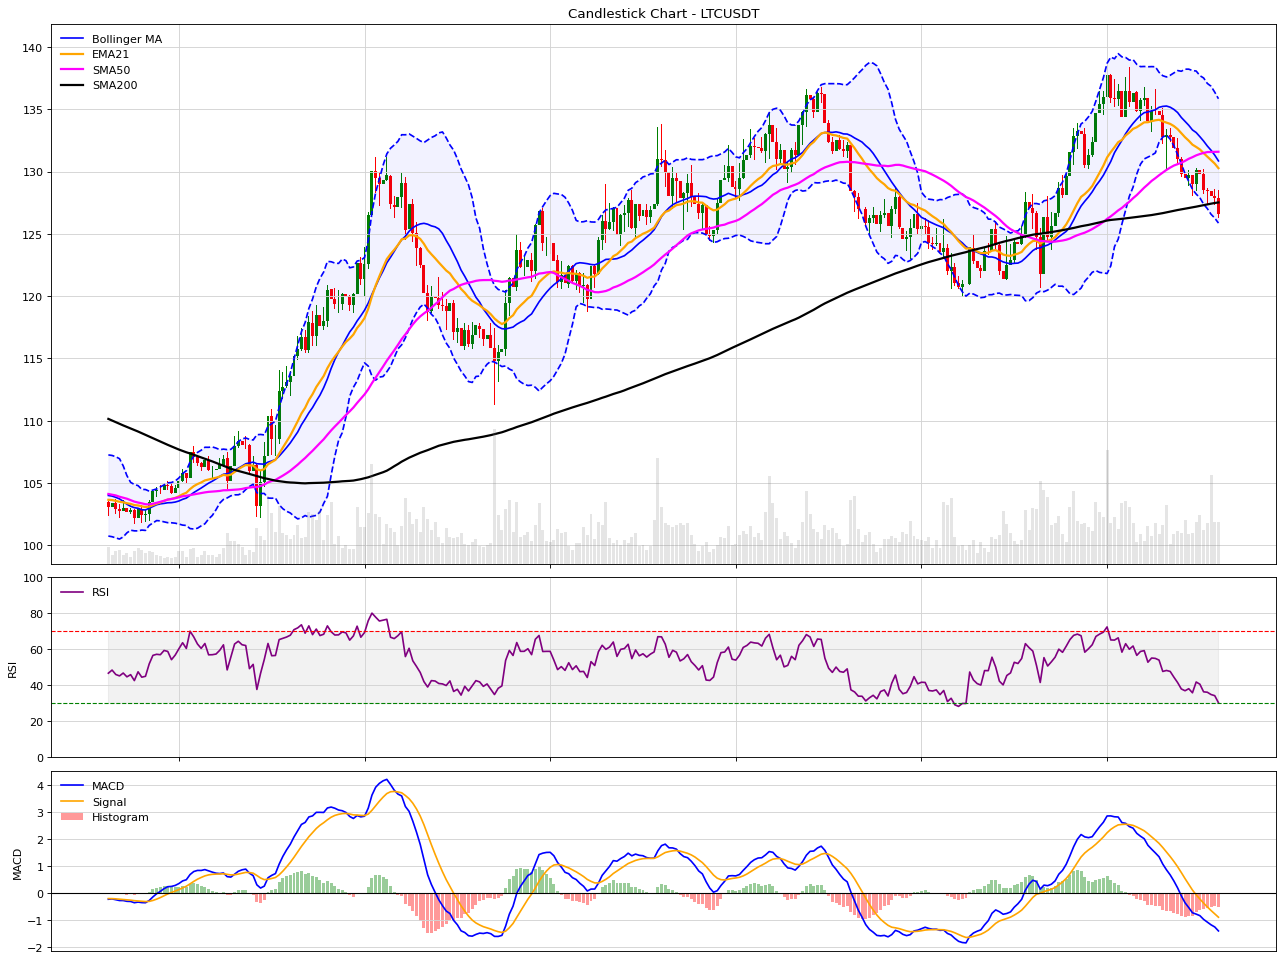 Candlestick Chart - LTCUSDT
Bollinger MA
EMA21
SMA50
SMA200
140
135
130
125
120
115
110
105
100
RSI
100
80
60
40
20
0
RSI
MACD
Signal
Histogram
4
3
2
1
0
−1
−2
MACD